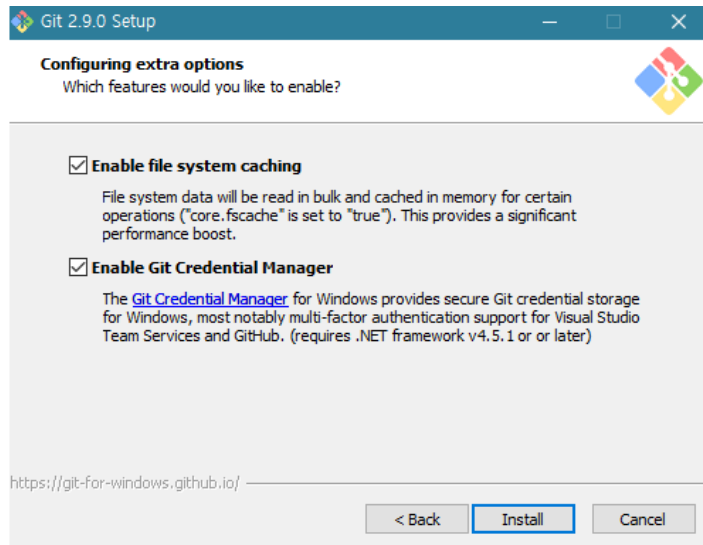 Git 2.9.0 Setup
Configuring extra options
Which features would you like to enable?
Enable file system caching
File system data will be read in bulk and cached in memory for certain
operations ("core.fscache" is set to "true"). This provides a significant
performance boost.
Enable Git Credential Manager
The Git Credential Manager for Windows provides secure Git credential storage
for Windows, most notably multi-factor authentication support for Visual Studio
Team Services and GitHub. (requires .NET framework v4.5.1 or or later)
https://git-for-windows.github.io/
< Back Install Cancel